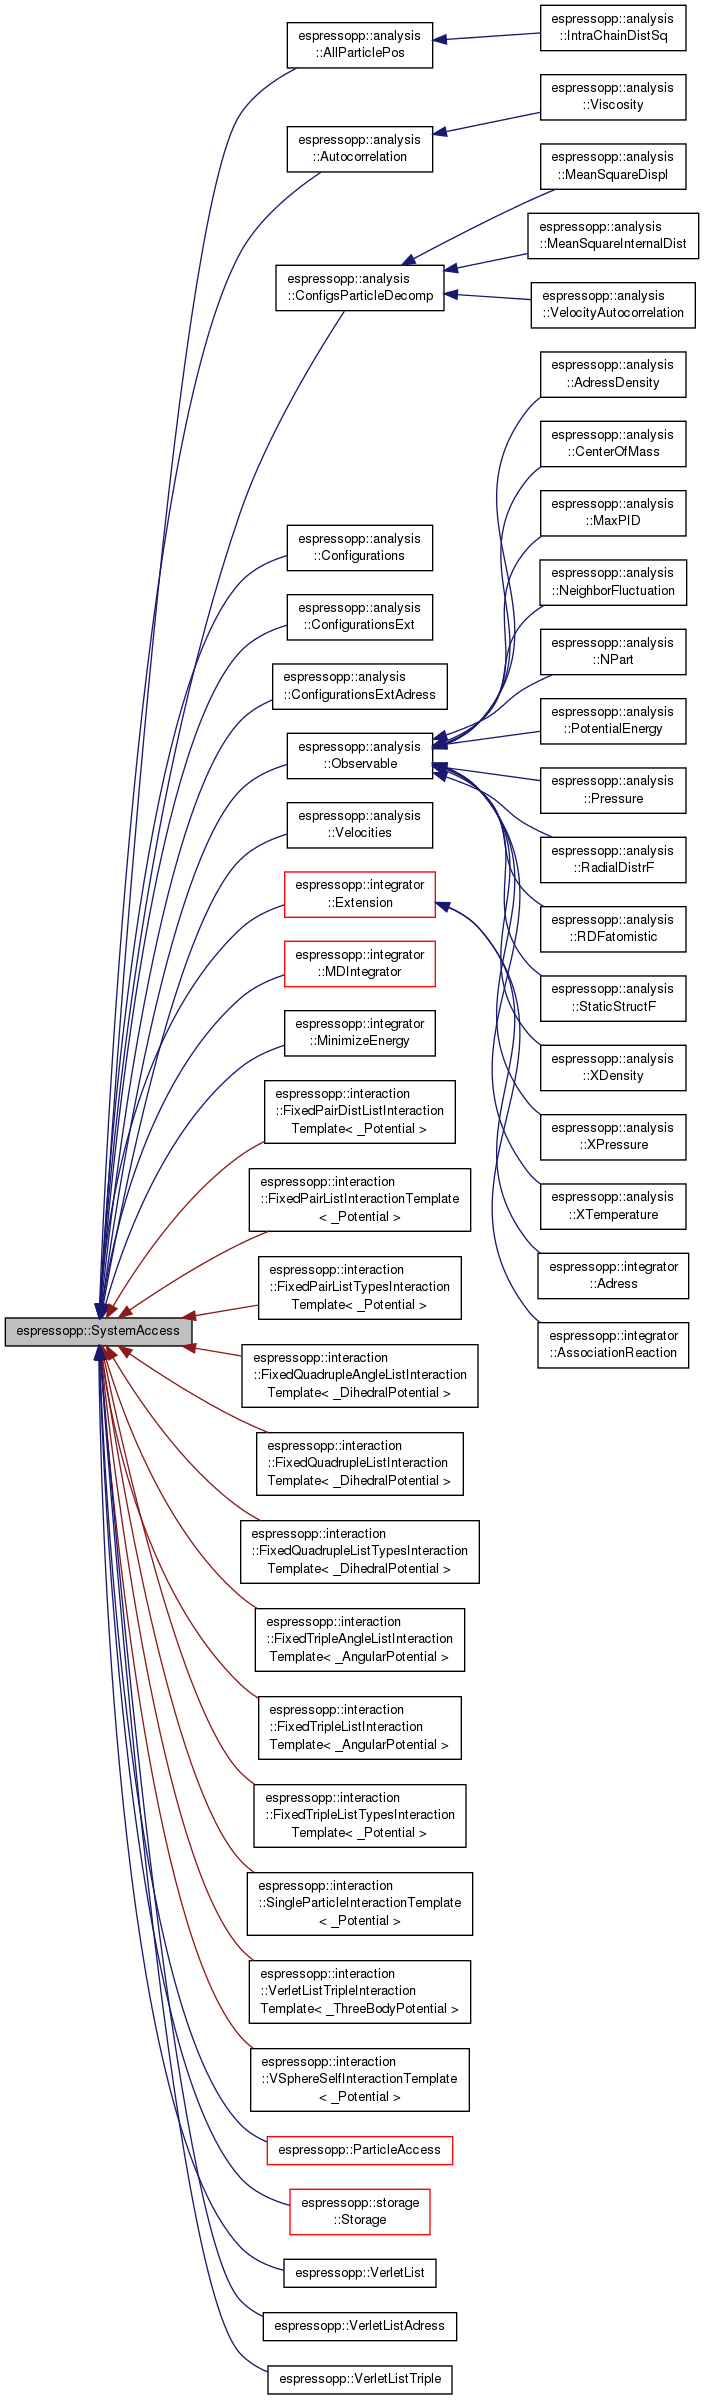 espressopp::SystemAccess
espressopp::analysis
::AllParticlePos
espressopp::analysis
::Autocorrelation
espressopp::analysis
::ConfigsParticleDecomp
espressopp::analysis
::Configurations
espressopp::analysis
::ConfigurationsExt
espressopp::analysis
::ConfigurationsExtAdress
espressopp::analysis
::Observable
espressopp::analysis
::Velocities
espressopp::integrator
::Extension
espressopp::integrator
::MDIntegrator
espressopp::integrator
::MinimizeEnergy
espressopp::interaction
::FixedPairDistListInteraction
Template< _Potential >
espressopp::interaction
::FixedPairListInteractionTemplate
< _Potential >
espressopp::interaction
::FixedPairListTypesInteraction
Template< _Potential >
espressopp::interaction
::FixedQuadrupleAngleListInteraction
Template< _DihedralPotential >
espressopp::interaction
::FixedQuadrupleListInteraction
Template< _DihedralPotential >
espressopp::interaction
::FixedQuadrupleListTypesInteraction
Template< _DihedralPotential >
espressopp::interaction
::FixedTripleAngleListInteraction
Template< _AngularPotential >
espressopp::interaction
::FixedTripleListInteraction
Template< _AngularPotential >
espressopp::interaction
::FixedTripleListTypesInteraction
Template< _Potential >
espressopp::interaction
::SingleParticleInteractionTemplate
< _Potential >
espressopp::interaction
::VerletListTripleInteraction
Template< _ThreeBodyPotential >
espressopp::interaction
::VSphereSelfInteractionTemplate
< _Potential >
espressopp::ParticleAccess
espressopp::storage
::Storage
espressopp::VerletList
espressopp::VerletListAdress
espressopp::VerletListTriple
espressopp::analysis
::IntraChainDistSq
espressopp::analysis
::Viscosity
espressopp::analysis
::MeanSquareDispl
espressopp::analysis
::MeanSquareInternalDist
espressopp::analysis
::VelocityAutocorrelation
espressopp::analysis
::AdressDensity
espressopp::analysis
::CenterOfMass
espressopp::analysis
::MaxPID
espressopp::analysis
::NeighborFluctuation
espressopp::analysis
::NPart
espressopp::analysis
::PotentialEnergy
espressopp::analysis
::Pressure
espressopp::analysis
::RadialDistrF
espressopp::analysis
::RDFatomistic
espressopp::analysis
::StaticStructF
espressopp::analysis
::XDensity
espressopp::analysis
::XPressure
espressopp::analysis
::XTemperature
espressopp::integrator
::Adress
espressopp::integrator
::AssociationReaction